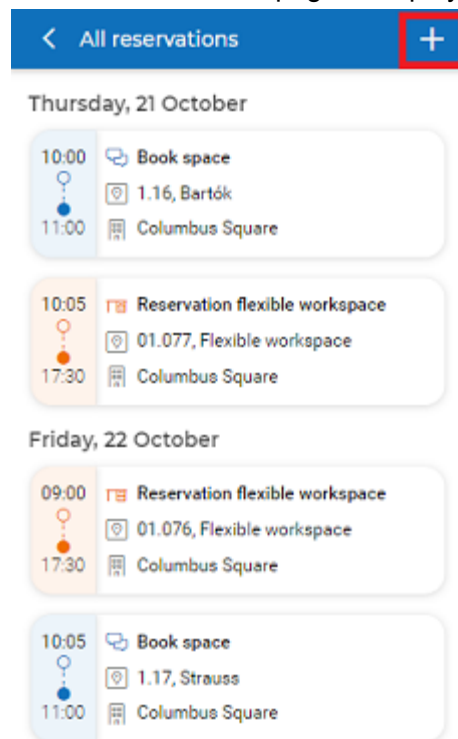 All reservations
Thursday, 21 October
10:00 Book space
1.16, Bartók
11:00 Columbus Square
10:05 Reservation flexible workspace
01.077, Flexible workspace
17:30 Columbus Square
Friday, 22 October
09:00 Reservation flexible workspace
01.076, Flexible workspace
17:30 Columbus Square
10:05 Book space
1.17, Strauss
11:00 Columbus Square